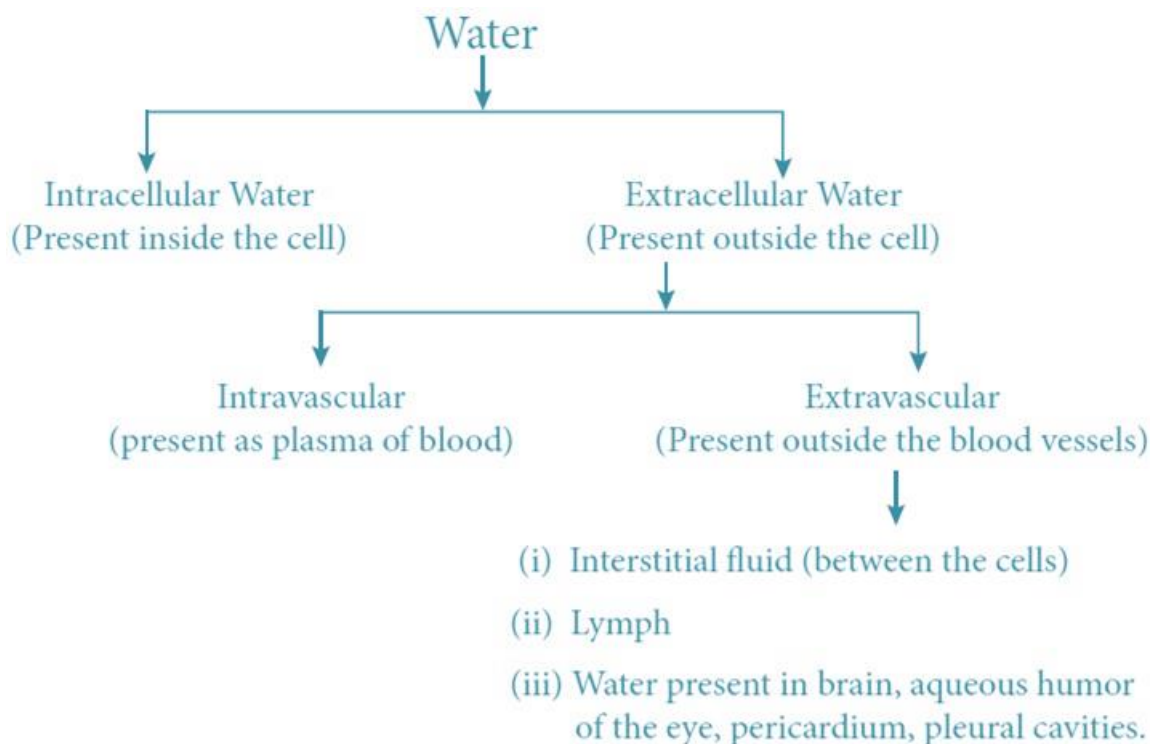 Water
Intracellular Water
(Present inside the cell)
Extracellular Water
(Present outside the cell)
Intravascular
(present as plasma of blood)
Extravascular
(Present outside the blood vessels)
(i) Interstitial fluid (between the cells)
(ii) Lymph
(iii) Water present in brain, aqueous humor
of the eye, pericardium, pleural cavities.